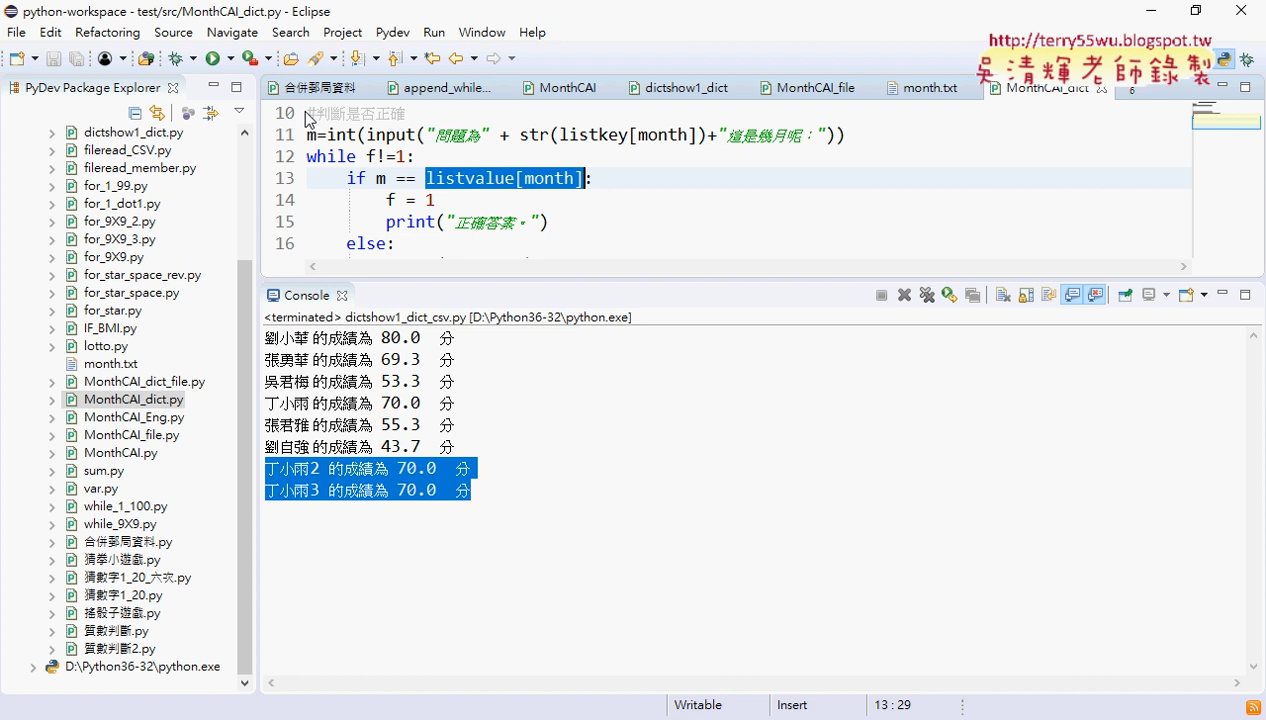 python-workspace - test/src/MonthCAI_dict.py - Eclipse
File Edit Refactoring Source Navigate Search Project Pydev Run Window Help
http://terry55wu.blogspot.tw
吳清輝老師錄製
PyDev Package Explorer
合併郵局資料 append_while... MonthCAI dictshow1_dict MonthCAI_file month.txt MonthCAI_dict
dictshow1_dict.py
fileread_CSV.py
fileread_member.py
for_1_99.py
for_1_dot1.py
for_9X9_2.py
for_9X9_3.py
for_9X9.py
for_star_space_rev.py
for_star_space.py
for_star.py
IF_BMI.py
lotto.py
month.txt
MonthCAI_dict_file.py
MonthCAI_dict.py
MonthCAI_Eng.py
MonthCAI_file.py
MonthCAI.py
sum.py
var.py
while_1_100.py
while_9X9.py
合併郵局資料.py
猜拳小遊戲.py
猜數字1_20_六次.py
猜數字1_20.py
搖骰子遊戲.py
質數判斷.py
質數判斷2.py
D:\Python36-32\python.exe
10 #判斷是否正確
11 m=int(input("問題為" + str(listkey[month])+"這是幾月呢："))
12 while f!=1:
13 if m == listvalue[month]:
14 f = 1
15 print("正確答案。")
16 else:
Console
<terminated> dictshow1_dict_csv.py [D:\Python36-32\python.exe]
劉小華 的成績為 80.0 分
張勇華 的成績為 69.3 分
吳君梅 的成績為 53.3 分
丁小雨 的成績為 70.0 分
張君雅 的成績為 55.3 分
劉自強 的成績為 43.7 分
丁小雨2 的成績為 70.0 分
丁小雨3 的成績為 70.0 分
Writable Insert 13 : 29